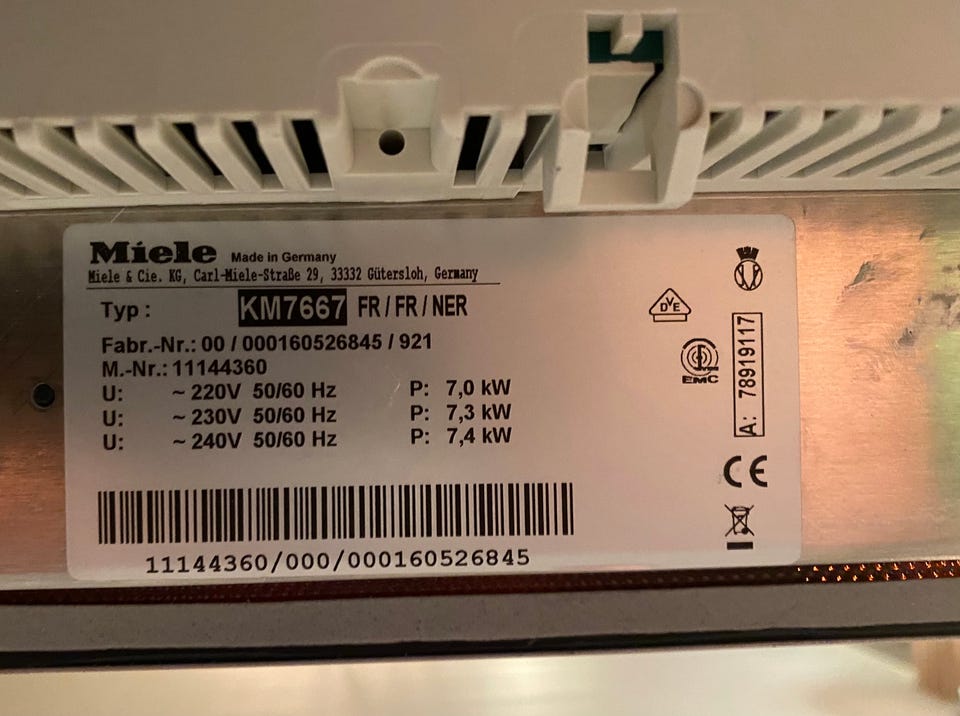 Miele Made in Germany
Miele & Cie. KG, Carl-Miele-Straße 29, 33332 Gütersloh, Germany
Typ : KM7667 FR / FR / NER
Fabr.-Nr.: 00 / 000160526845 / 921
M.-Nr.: 11144360
U: ~ 220V 50/60 Hz P: 7,0 kW
U: ~ 230V 50/60 Hz P: 7,3 kW
U: ~ 240V 50/60 Hz P: 7,4 kW
11144360/000/000160526845
DVE
EMC
A: 78919117
CE